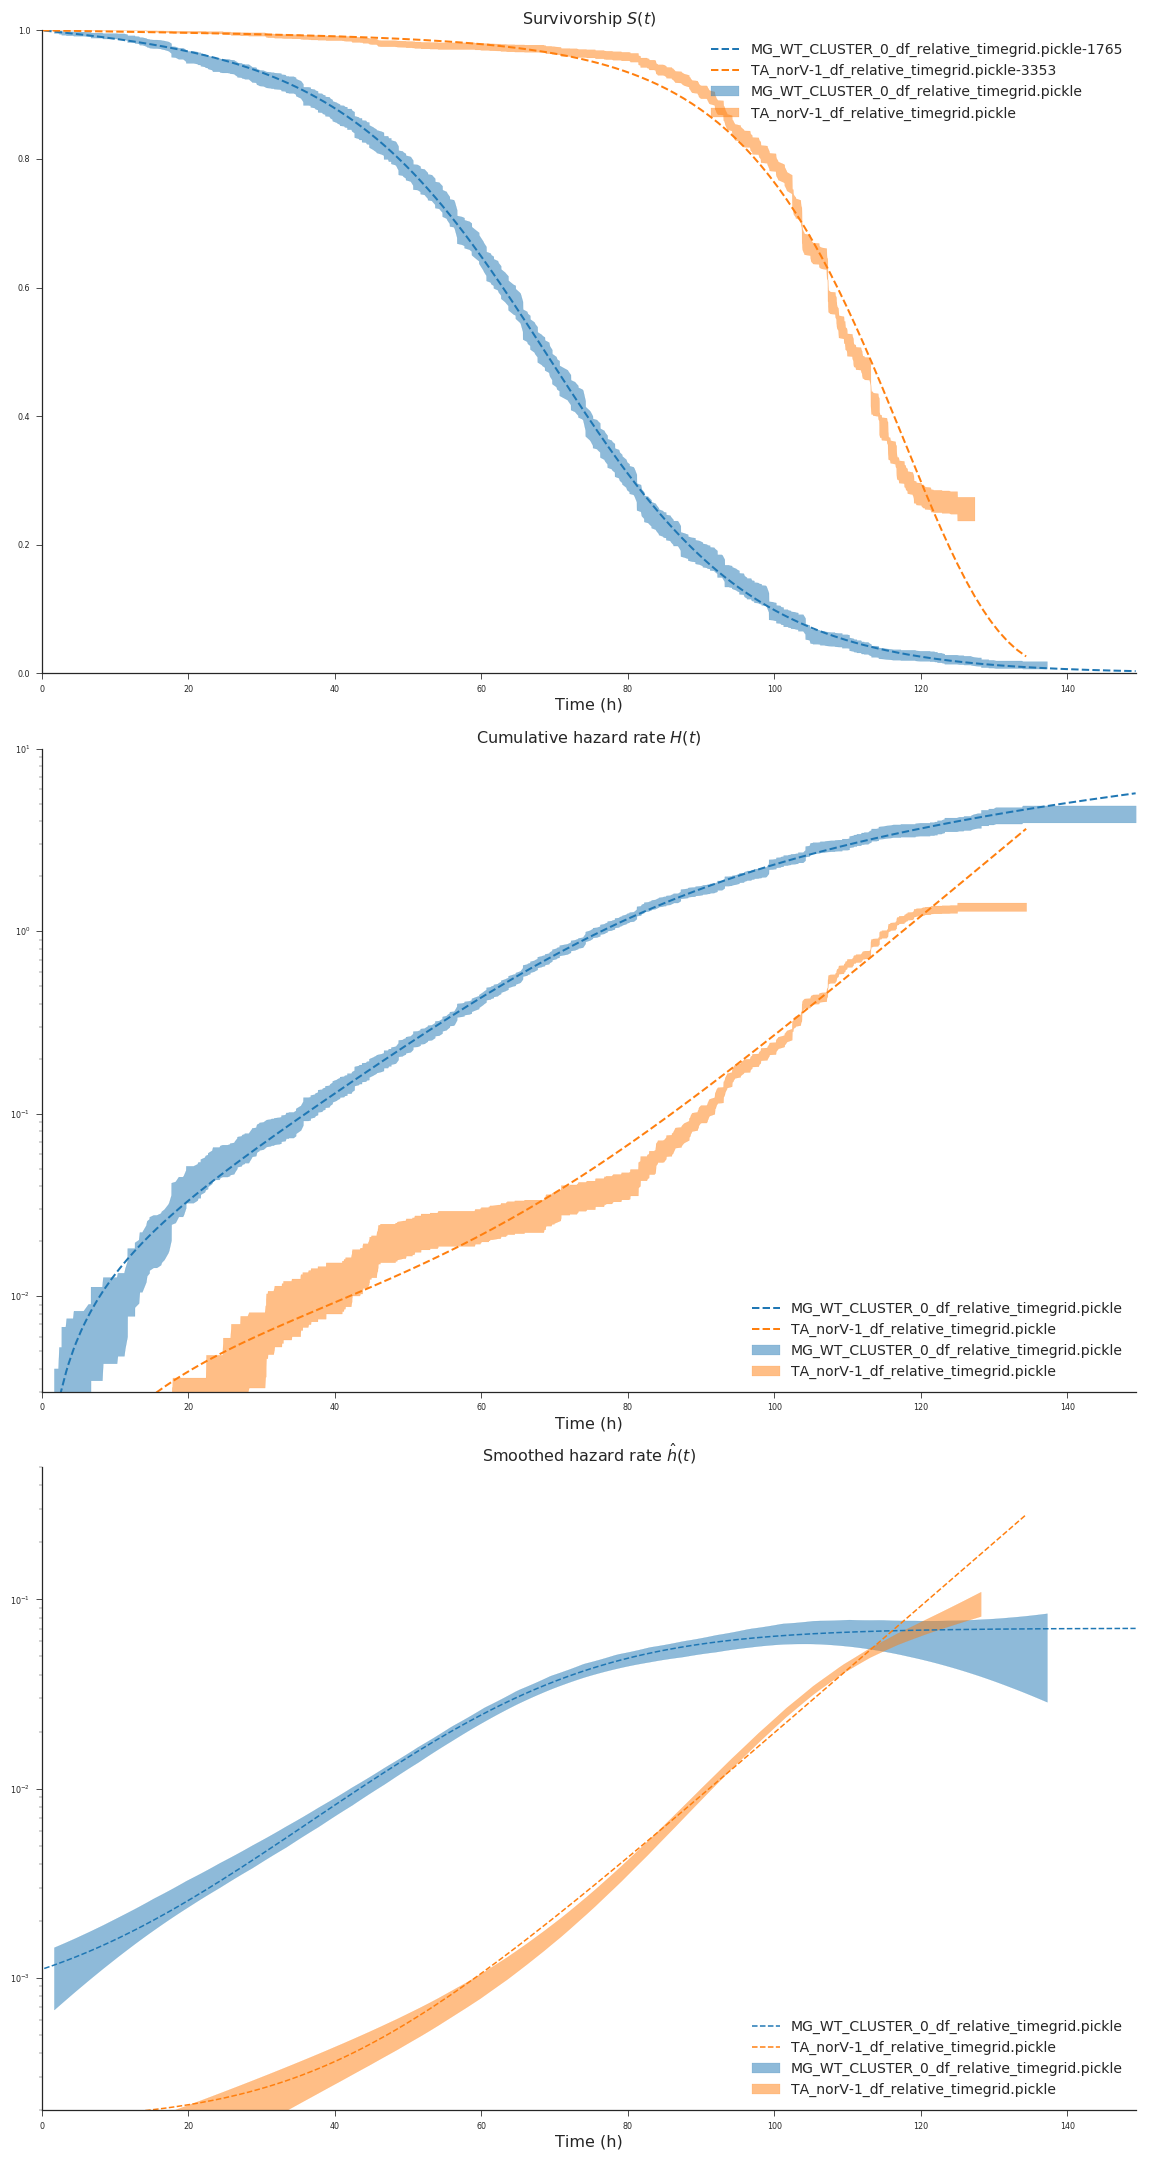 Survivorship S(t)
1.0
0.8
0.6
0.4
0.2
0.0
MG_WT_CLUSTER_0_df_relative_timegrid.pickle-1765
TA_norV-1_df_relative_timegrid.pickle-3353
MG_WT_CLUSTER_0_df_relative_timegrid.pickle
TA_norV-1_df_relative_timegrid.pickle
0 20 40 60 80 100 120 140
Time (h)
Cumulative hazard rate H(t)
10¹
10⁰
10⁻¹
10⁻²
MG_WT_CLUSTER_0_df_relative_timegrid.pickle
TA_norV-1_df_relative_timegrid.pickle
MG_WT_CLUSTER_0_df_relative_timegrid.pickle
TA_norV-1_df_relative_timegrid.pickle
0 20 40 60 80 100 120 140
Time (h)
Smoothed hazard rate ĥ(t)
10⁻¹
10⁻²
10⁻³
MG_WT_CLUSTER_0_df_relative_timegrid.pickle
TA_norV-1_df_relative_timegrid.pickle
MG_WT_CLUSTER_0_df_relative_timegrid.pickle
TA_norV-1_df_relative_timegrid.pickle
0 20 40 60 80 100 120 140
Time (h)